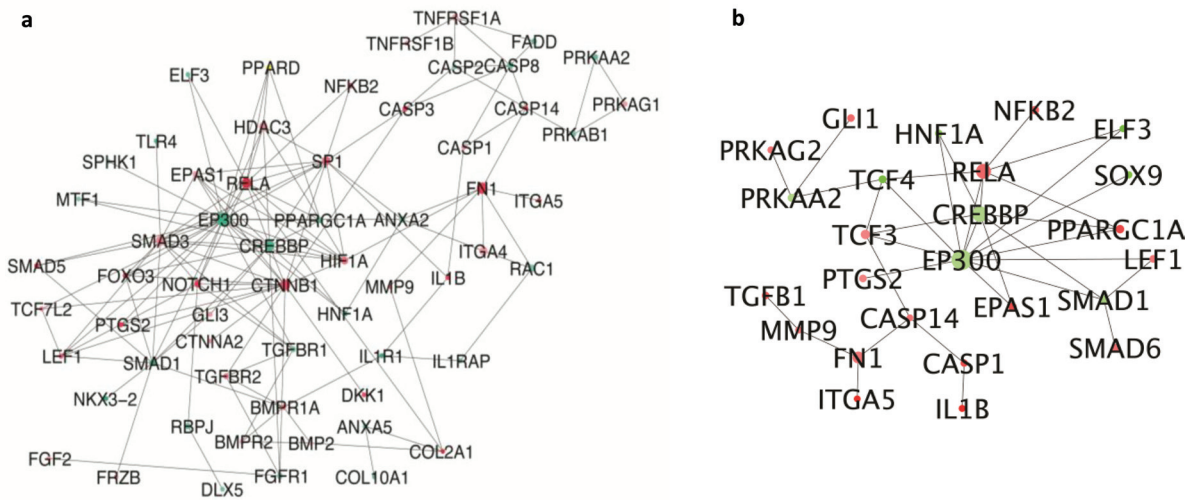 a
b
TNFRSF1A
TNFRSF1B
FADD
CASP2
CASP8
PRKAA2
ELF3
PPARD
NFKB2
CASP3
CASP14
PRKAG1
PRKAB1
HDAC3
TLR4
SPHK1
SP1
CASP1
EPAS1
RELA
FN1
ITGA5
MTF1
EP300
PPARGC1A
ANXA2
SMAD3
CREBBP
HIF1A
ITGA4
RAC1
SMAD5
FOXO3
NOTCH1
CTNNB1
MMP9
IL1B
TCF7L2
PTGS2
GLI3
HNF1A
CTNNA2
LEF1
SMAD1
TGFBR1
IL1R1
IL1RAP
TGFBR2
NKX3-2
BMPR1A
DKK1
RBPJ
BMPR2
BMP2
ANXA5
COL2A1
FGF2
FRZB
DLX5
FGFR1
COL10A1
GLI1
NFKB2
HNF1A
ELF3
PRKAG2
RELA
SOX9
PRKAA2
TCF4
CREBBP
PPARGC1A
TCF3
EP300
LEF1
PTGS2
TGFB1
EPAS1
SMAD1
MMP9
CASP14
SMAD6
FN1
CASP1
ITGA5
IL1B